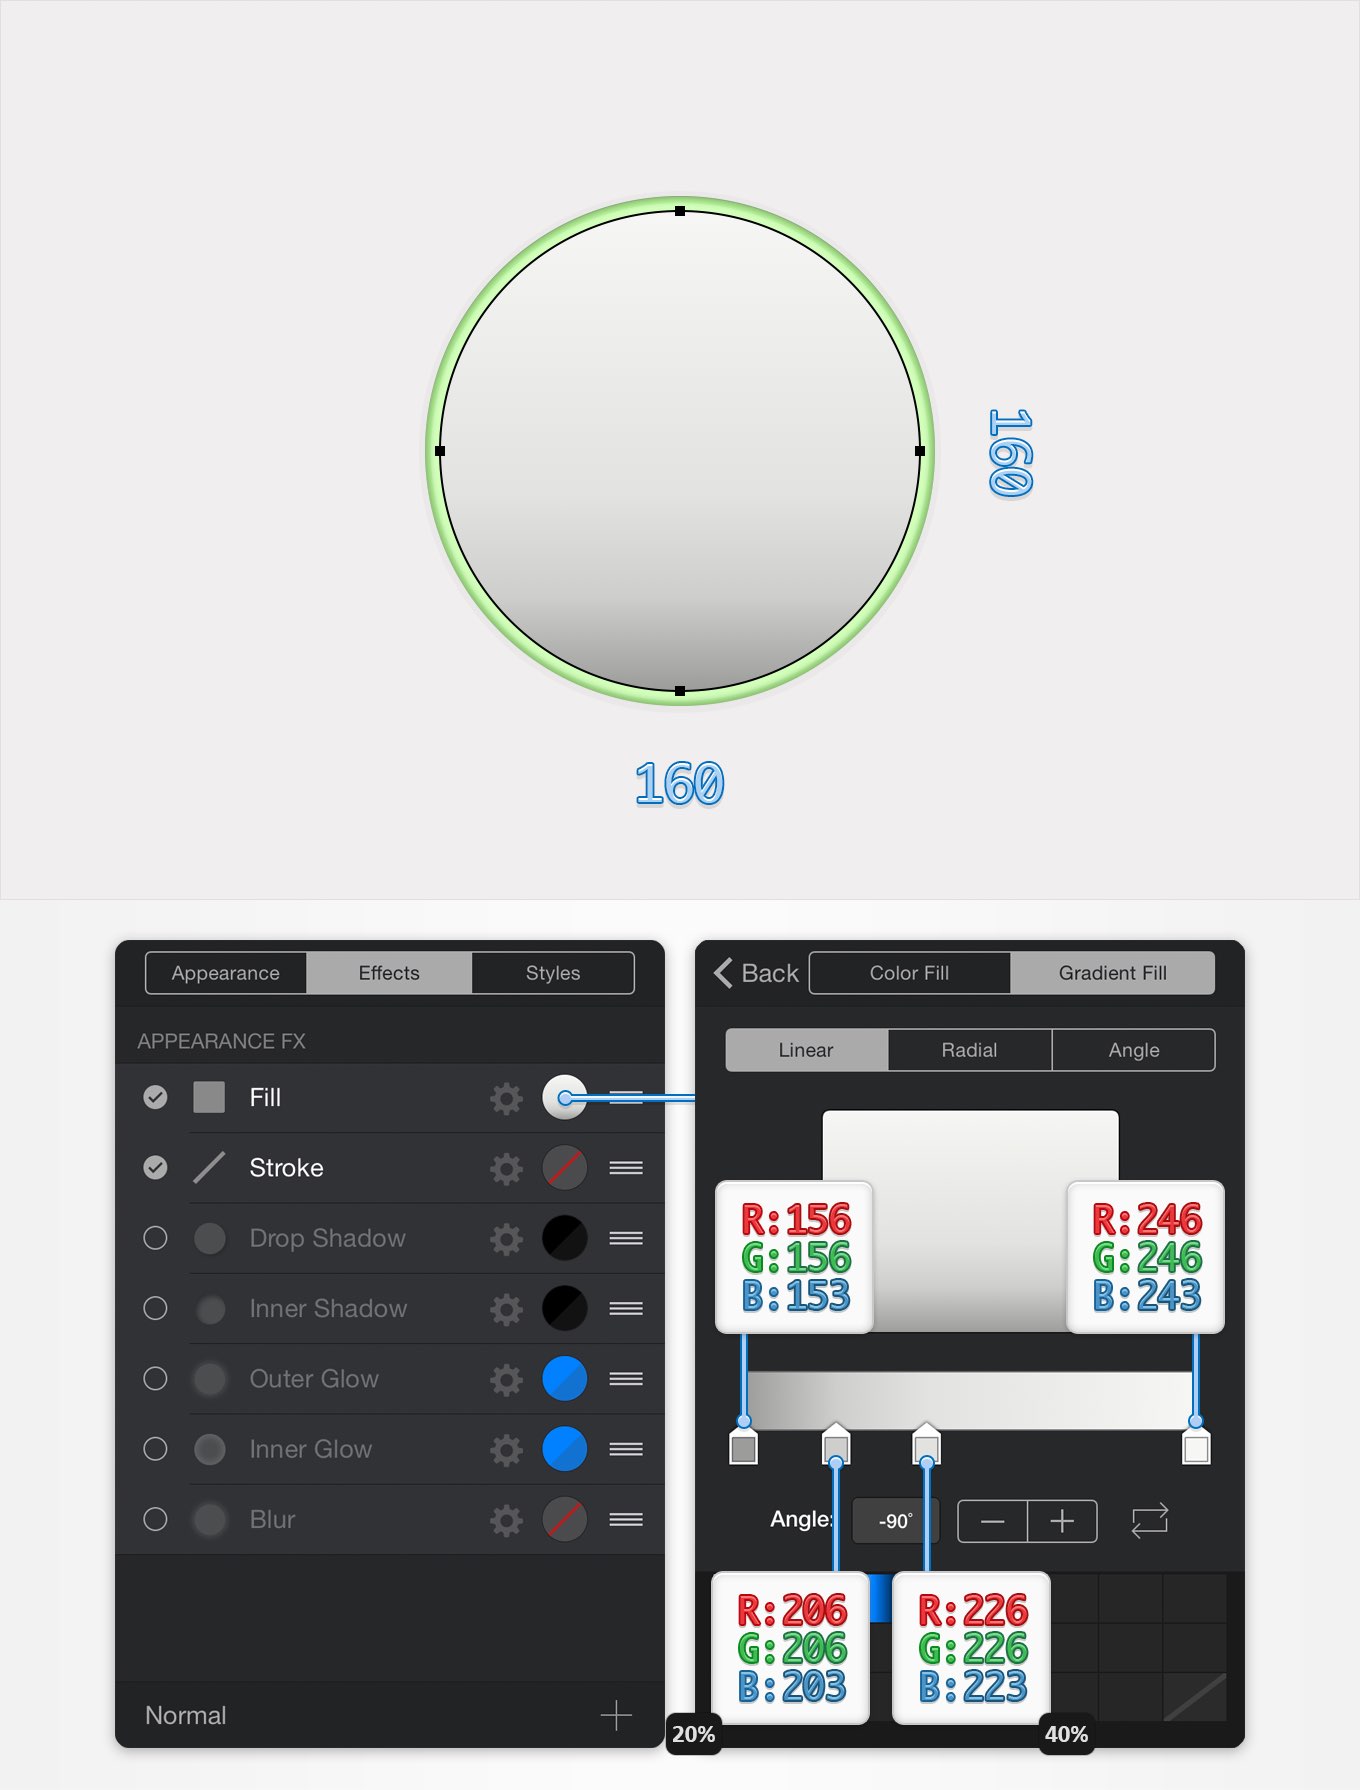 160
160
Appearance Effects Styles
APPEARANCE FX
Fill
Stroke
Drop Shadow
Inner Shadow
Outer Glow
Inner Glow
Blur
Normal
Back Color Fill Gradient Fill
Linear Radial Angle
R:156
G:156
B:153
R:246
G:246
B:243
Angle: -90°
R:206
G:206
B:203
20%
R:226
G:226
B:223
40%